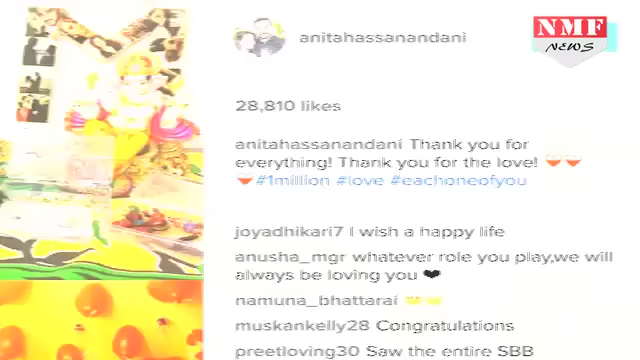 NMF
NEWS
anitahassanandani
28,810 likes
anitahassanandani Thank you for
everything! Thank you for the love!
#1million #love #eachoneofyou
joyadhikari7 I wish a happy life
anusha_mgr whatever role you play,we will
always be loving you
namuna_bhattarai
muskankelly28 Congratulations
preetloving30 Saw the entire SBB